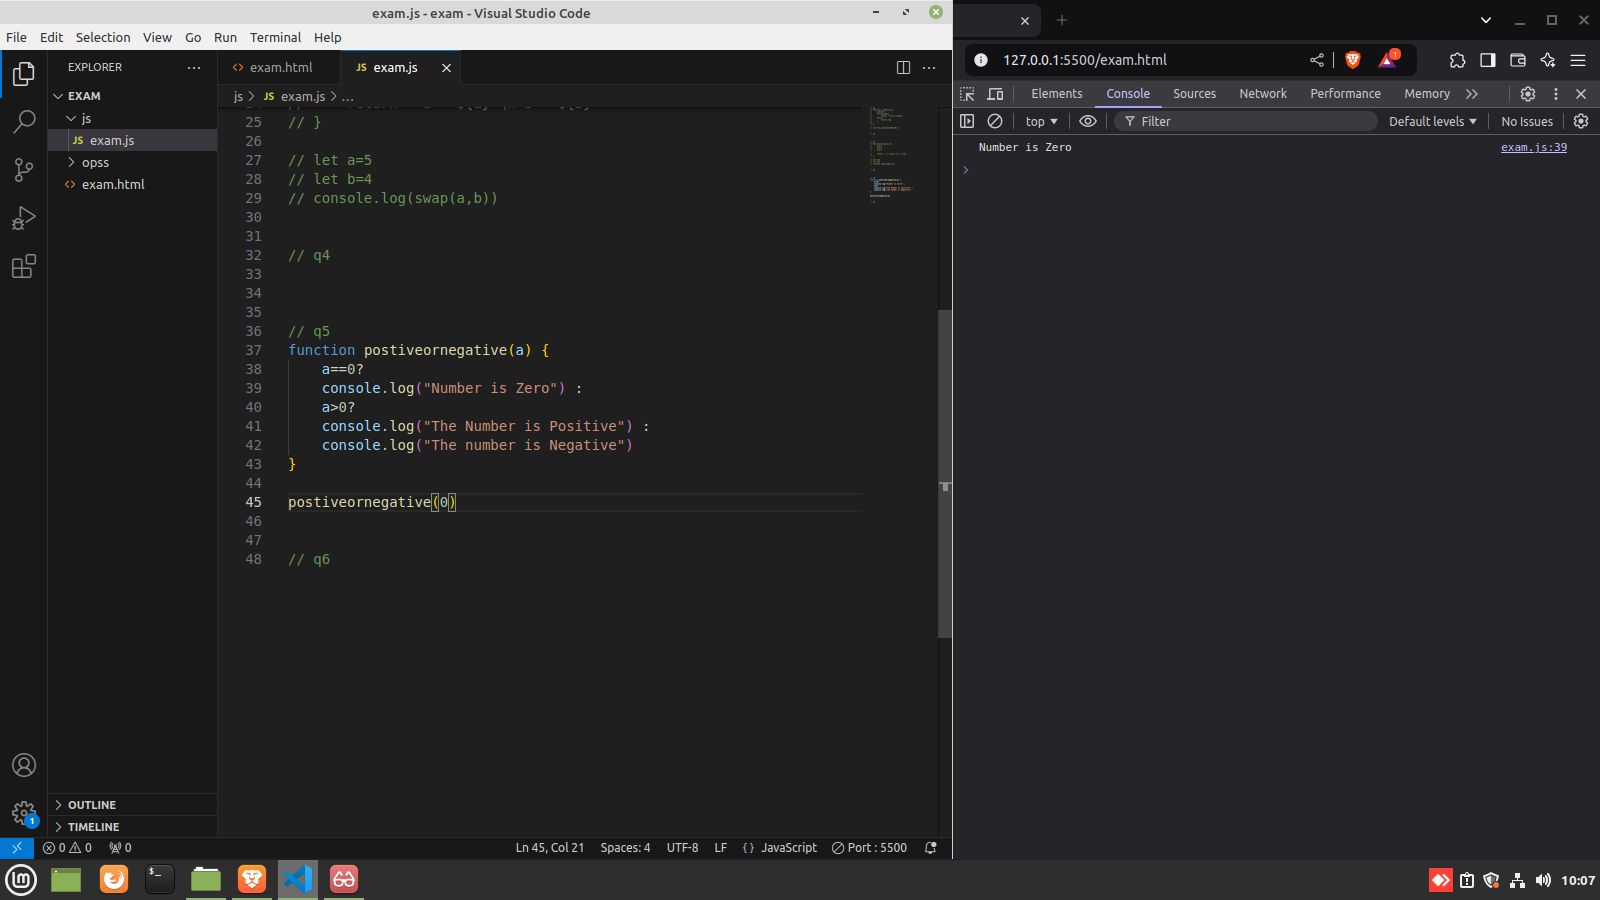 exam.js - exam - Visual Studio Code
File Edit Selection View Go Run Terminal Help
EXPLORER
EXAM
js
JS exam.js
opss
exam.html
OUTLINE
TIMELINE
exam.html
JS exam.js
js > JS exam.js > ...
25 // }
26
27 // let a=5
28 // let b=4
29 // console.log(swap(a,b))
30
31
32 // q4
33
34
35
36 // q5
37 function postiveornegative(a) {
38 a==0?
39 console.log("Number is Zero") :
40 a>0?
41 console.log("The Number is Positive") :
42 console.log("The number is Negative")
43 }
44
45 postiveornegative(0)
46
47
48 // q6
1
0 0 0 Ln 45, Col 21 Spaces: 4 UTF-8 LF {} JavaScript Port : 5500
127.0.0.1:5500/exam.html
1
Elements Console Sources Network Performance Memory
top Filter Default levels No Issues
Number is Zero exam.js:39
10:07